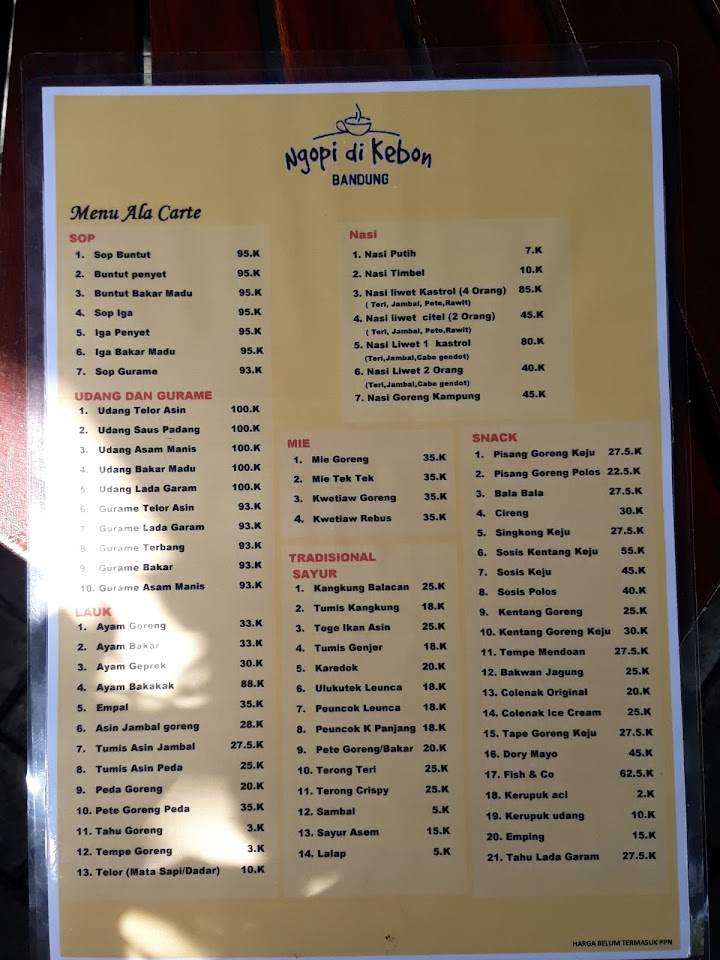 Ngopi di Kebon
BANDUNG
Menu Ala Carte
SOP
1. Sop Buntut 95.K
2. Buntut penyet 95.K
3. Buntut Bakar Madu 95.K
4. Sop Iga 95.K
5. Iga Penyet 95.K
6. Iga Bakar Madu 95.K
7. Sop Gurame 93.K
UDANG DAN GURAME
1. Udang Telor Asin 100.K
2. Udang Saus Padang 100.K
3. Udang Asam Manis 100.K
4. Udang Bakar Madu 100.K
5. Udang Lada Garam 100.K
6. Gurame Telor Asin 93.K
7. Gurame Lada Garam 93.K
8. Gurame Terbang 93.K
9. Gurame Bakar 93.K
10. Gurame Asam Manis 93.K
LAUK
1. Ayam Goreng 33.K
2. Ayam Bakar 33.K
3. Ayam Geprek 30.K
4. Ayam Bakakak 88.K
5. Empal 35.K
6. Asin Jambal goreng 28.K
7. Tumis Asin Jambal 27.5.K
8. Tumis Asin Peda 25.K
9. Peda Goreng 20.K
10. Pete Goreng Peda 35.K
11. Tahu Goreng 3.K
12. Tempe Goreng 3.K
13. Telor (Mata Sapi/Dadar) 10.K
Nasi
1. Nasi Putih 7.K
2. Nasi Timbel 10.K
3. Nasi liwet Kastrol (4 Orang) 85.K
( Teri, Jambal, Pete,Rawit)
4. Nasi liwet citel (2 Orang) 45.K
( Teri, Jambal, Pete,Rawit)
5. Nasi Liwet 1 kastrol 80.K
(Teri,Jambal,Cabe gendot)
6. Nasi Liwet 2 Orang 40.K
(Teri,Jambal,Cabe gendot)
7. Nasi Goreng Kampung 45.K
MIE
1. Mie Goreng 35.K
2. Mie Tek Tek 35.K
3. Kwetiaw Goreng 35.K
4. Kwetiaw Rebus 35.K
TRADISIONAL
SAYUR
1. Kangkung Balacan 25.K
2. Tumis Kangkung 18.K
3. Toge Ikan Asin 25.K
4. Tumis Genjer 18.K
5. Karedok 20.K
6. Ulukutek Leunca 18.K
7. Peuncok Leunca 18.K
8. Peuncok K Panjang 18.K
9. Pete Goreng/Bakar 20.K
10. Terong Teri 25.K
11. Terong Crispy 25.K
12. Sambal 5.K
13. Sayur Asem 15.K
14. Lalap 5.K
SNACK
1. Pisang Goreng Keju 27.5.K
2. Pisang Goreng Polos 22.5.K
3. Bala Bala 27.5.K
4. Cireng 30.K
5. Singkong Keju 27.5.K
6. Sosis Kentang Keju 55.K
7. Sosis Keju 45.K
8. Sosis Polos 40.K
9. Kentang Goreng 25.K
10. Kentang Goreng Keju 30.K
11. Tempe Mendoan 27.5.K
12. Bakwan Jagung 25.K
13. Colenak Original 20.K
14. Colenak Ice Cream 25.K
15. Tape Goreng Keju 27.5.K
16. Dory Mayo 45.K
17. Fish & Co 62.5.K
18. Kerupuk aci 2.K
19. Kerupuk udang 10.K
20. Emping 15.K
21. Tahu Lada Garam 27.5.K
HARGA BELUM TERMASUK PPN